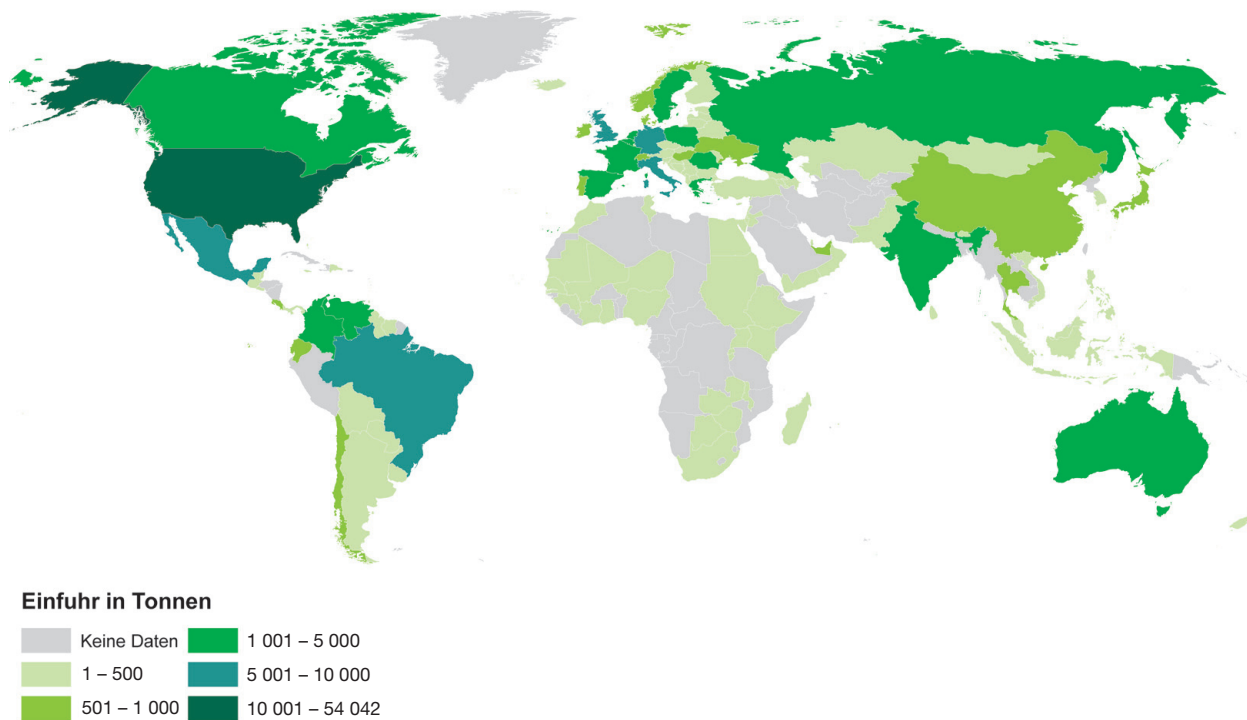 Einfuhr in Tonnen
Keine Daten
1 001 – 5 000
1 – 500
5 001 – 10 000
501 – 1 000
10 001 – 54 042